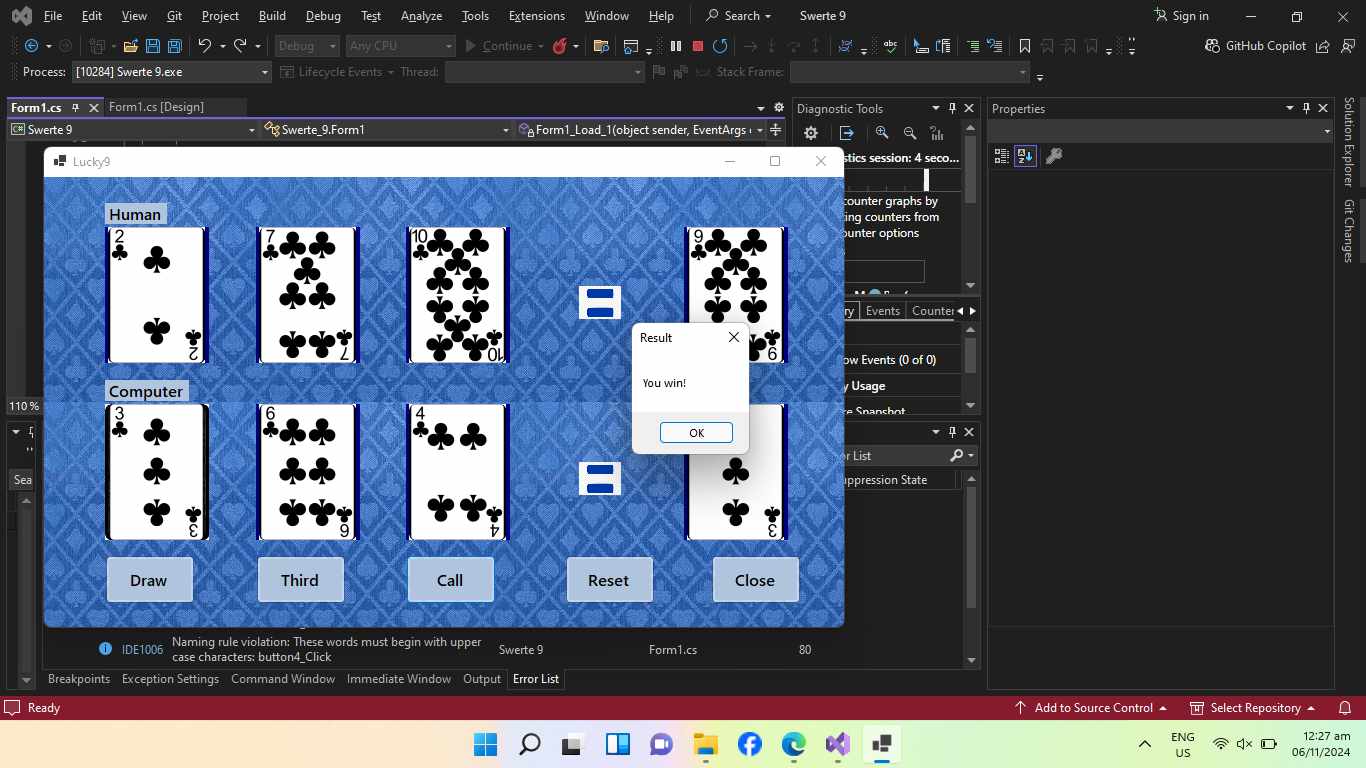 File Edit View Git Project Build Debug Test Analyze Tools Extensions Window Help Search Swerte 9 Sign in
Debug Any CPU Continue GitHub Copilot
Process: [10284] Swerte 9.exe Lifecycle Events Thread: Stack Frame:
Form1.cs Form1.cs [Design] Diagnostic Tools Properties
Swerte 9 Swerte_9.Form1 Form1_Load_1(object sender, EventArgs
Solution Explorer
Git Changes
Lucky9
stics session: 4 seco...
counter graphs by
ting counters from
ounter options
Human
2 7 10 9
2 7 10 9
ry Events Counter
ow Events (0 of 0)
y Usage
Result
You win!
OK
Computer
3 6 4
3 6 4 3
110 %
Sea
or List
uppression State
Draw Third Call Reset Close
IDE1006 Naming rule violation: These words must begin with upper
case characters: button4_Click Swerte 9 Form1.cs 80
Breakpoints Exception Settings Command Window Immediate Window Output Error List
Ready Add to Source Control Select Repository
ENG
US
12:27 am
06/11/2024